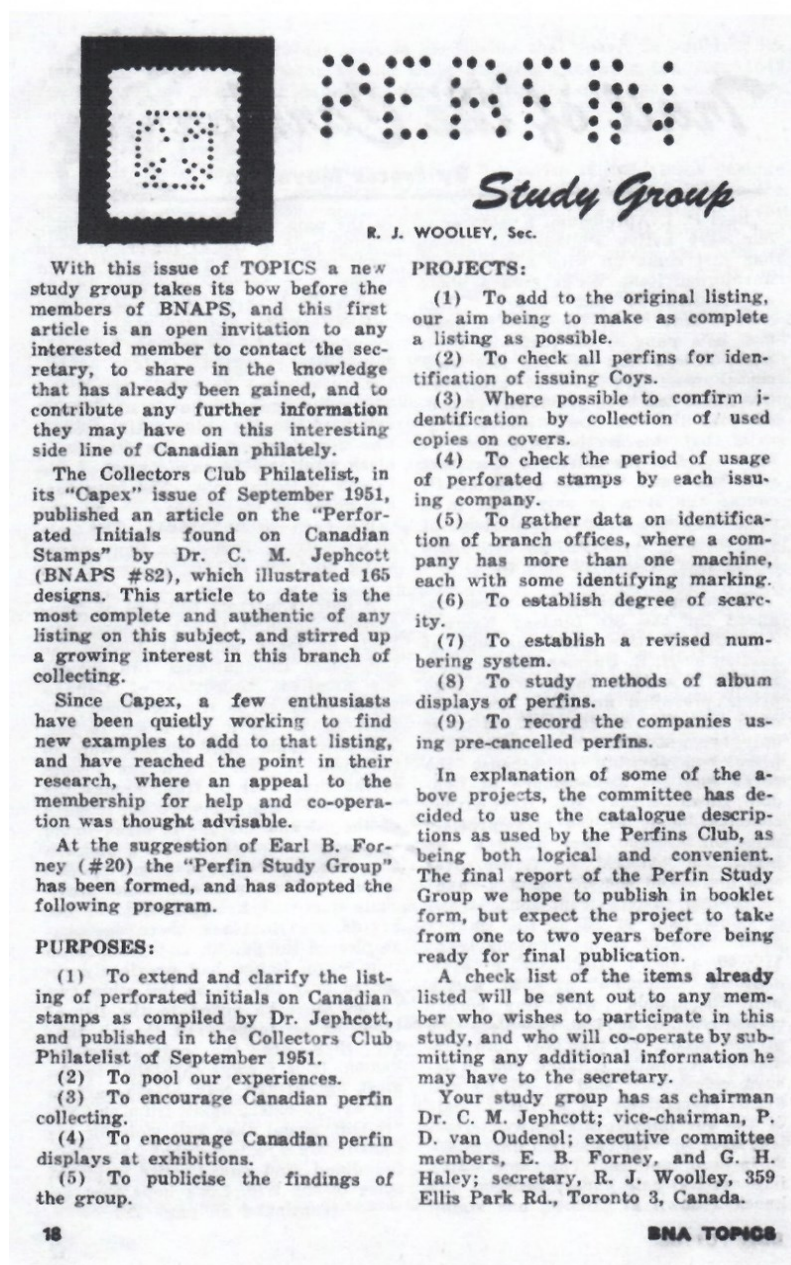 PERFIN
Study Group
R. J. WOOLLEY, Sec.
With this issue of TOPICS a new
study group takes its bow before the
members of BNAPS, and this first
article is an open invitation to any
interested member to contact the sec-
retary, to share in the knowledge
that has already been gained, and to
contribute any further information
they may have on this interesting
side line of Canadian philately.
The Collectors Club Philatelist, in
its "Capex" issue of September 1951,
published an article on the "Perfor-
ated Initials found on Canadian
Stamps" by Dr. C. M. Jephcott
(BNAPS #82), which illustrated 165
designs. This article to date is the
most complete and authentic of any
listing on this subject, and stirred up
a growing interest in this branch of
collecting.
Since Capex, a few enthusiasts
have been quietly working to find
new examples to add to that listing,
and have reached the point in their
research, where an appeal to the
membership for help and co-opera-
tion was thought advisable.
At the suggestion of Earl B. For-
ney (#20) the "Perfin Study Group"
has been formed, and has adopted the
following program.
PURPOSES:
(1) To extend and clarify the list-
ing of perforated initials on Canadian
stamps as compiled by Dr. Jephcott,
and published in the Collectors Club
Philatelist of September 1951.
(2) To pool our experiences.
(3) To encourage Canadian perfin
collecting.
(4) To encourage Canadian perfin
displays at exhibitions.
(5) To publicise the findings of
the group.
PROJECTS:
(1) To add to the original listing,
our aim being to make as complete
a listing as possible.
(2) To check all perfins for iden-
tification of issuing Coys.
(3) Where possible to confirm i-
dentification by collection of used
copies on covers.
(4) To check the period of usage
of perforated stamps by each issu-
ing company.
(5) To gather data on identifica-
tion of branch offices, where a com-
pany has more than one machine,
each with some identifying marking.
(6) To establish degree of scarc-
ity.
(7) To establish a revised num-
bering system.
(8) To study methods of album
displays of perfins.
(9) To record the companies us-
ing pre-cancelled perfins.
In explanation of some of the a-
bove projects, the committee has de-
cided to use the catalogue descrip-
tions as used by the Perfins Club, as
being both logical and convenient.
The final report of the Perfin Study
Group we hope to publish in booklet
form, but expect the project to take
from one to two years before being
ready for final publication.
A check list of the items already
listed will be sent out to any mem-
ber who wishes to participate in this
study, and who will co-operate by sub-
mitting any additional information he
may have to the secretary.
Your study group has as chairman
Dr. C. M. Jephcott; vice-chairman, P.
D. van Oudenol; executive committee
members, E. B. Forney, and G. H.
Haley; secretary, R. J. Woolley, 359
Ellis Park Rd., Toronto 3, Canada.
18
BNA TOPICS